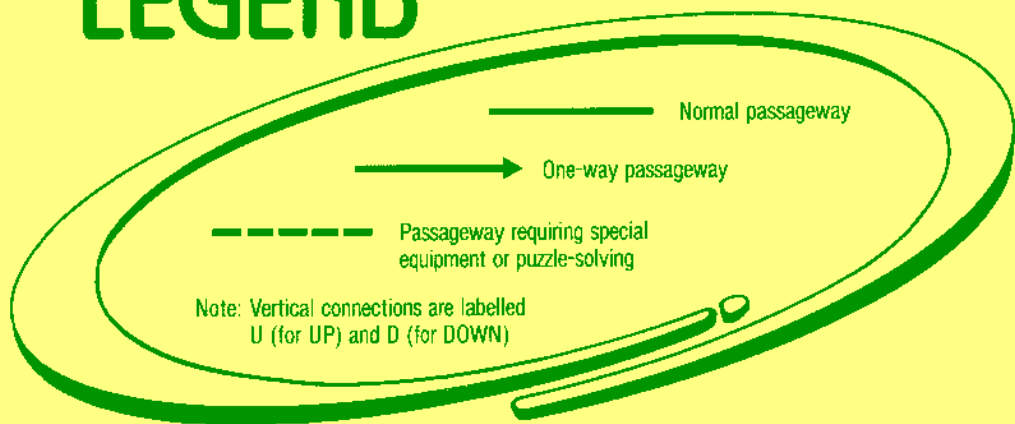 LEGEND
Normal passageway
One-way passageway
Passageway requiring special
equipment or puzzle-solving
Note: Vertical connections are labelled
U (for UP) and D (for DOWN)